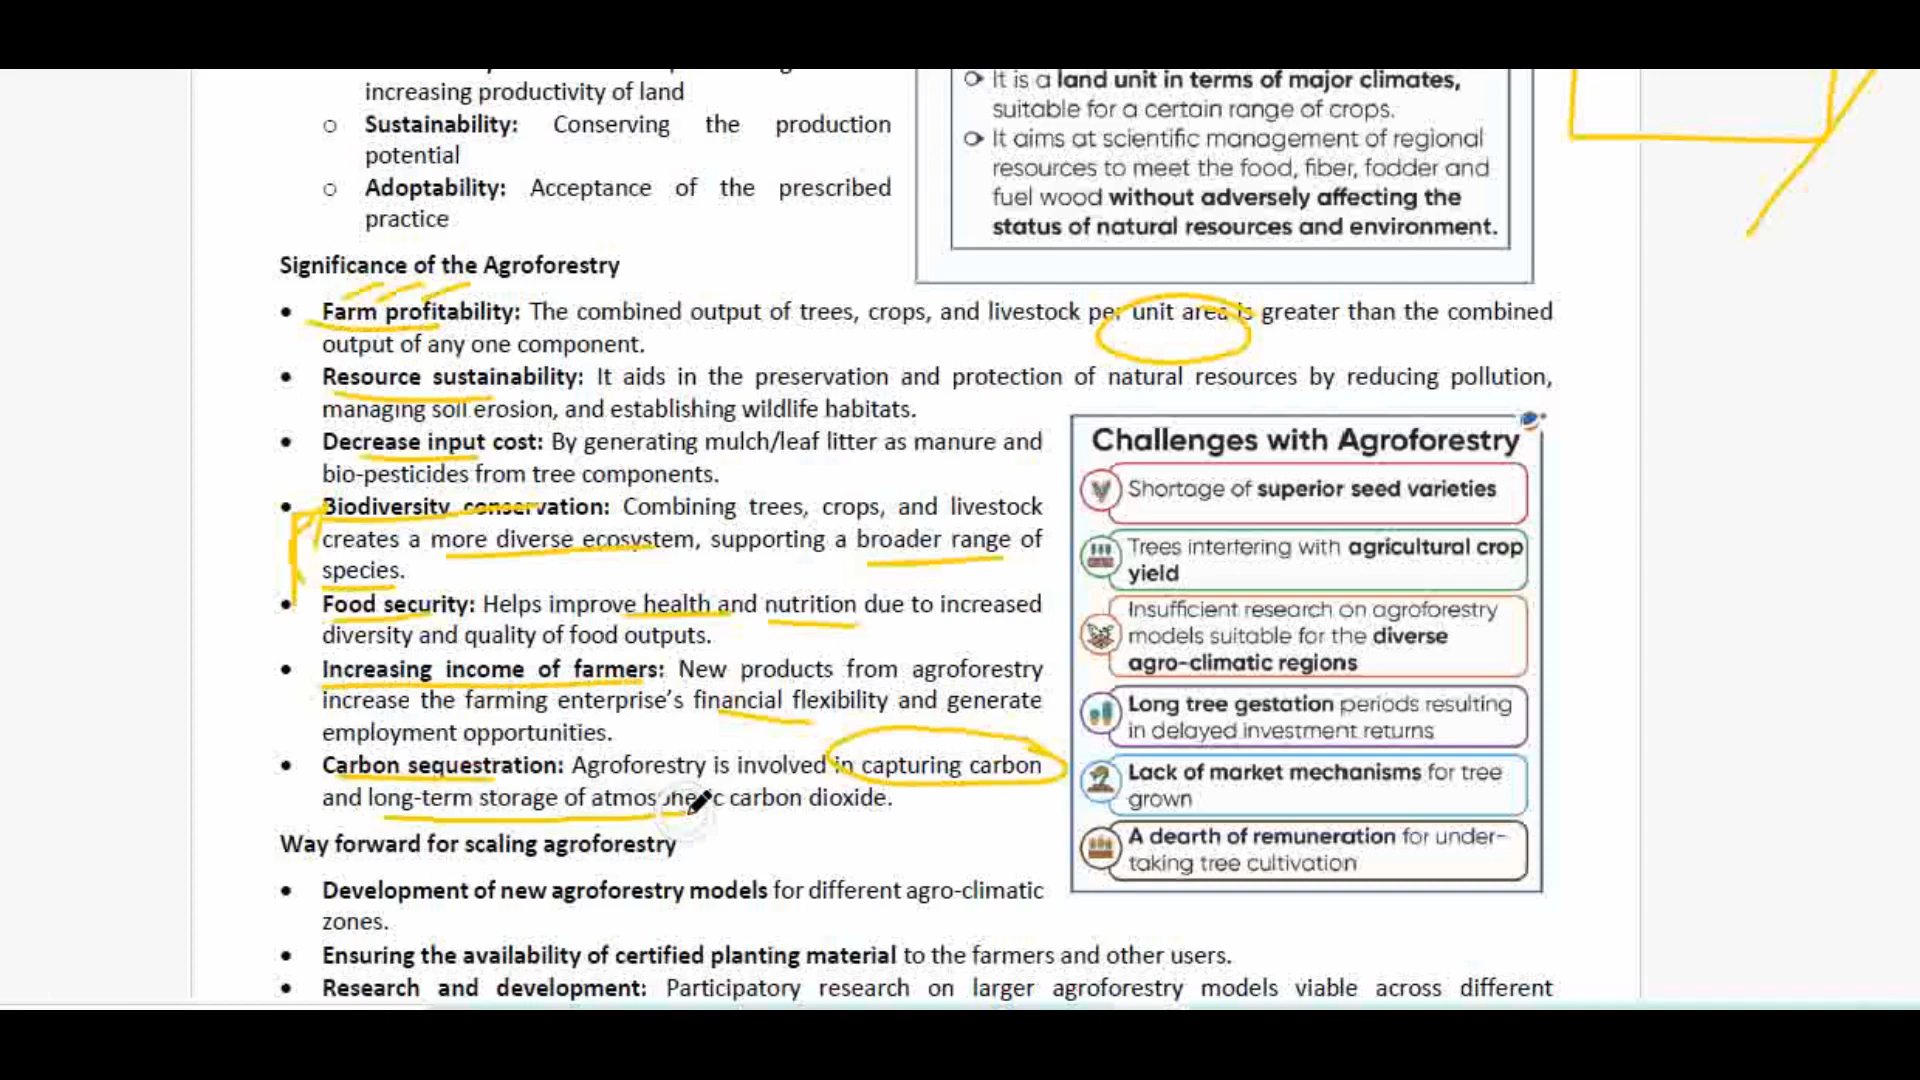 increasing productivity of land
o Sustainability: Conserving the production
potential
o Adoptability: Acceptance of the prescribed
practice
It is a land unit in terms of major climates,
suitable for a certain range of crops.
It aims at scientific management of regional
resources to meet the food, fiber, fodder and
fuel wood without adversely affecting the
status of natural resources and environment.
Significance of the Agroforestry
• Farm profitability: The combined output of trees, crops, and livestock per unit area is greater than the combined
output of any one component.
• Resource sustainability: It aids in the preservation and protection of natural resources by reducing pollution,
managing soil erosion, and establishing wildlife habitats.
• Decrease input cost: By generating mulch/leaf litter as manure and
bio-pesticides from tree components.
• Biodiversity conservation: Combining trees, crops, and livestock
creates a more diverse ecosystem, supporting a broader range of
species.
• Food security: Helps improve health and nutrition due to increased
diversity and quality of food outputs.
• Increasing income of farmers: New products from agroforestry
increase the farming enterprise's financial flexibility and generate
employment opportunities.
• Carbon sequestration: Agroforestry is involved in capturing carbon
and long-term storage of atmospheric carbon dioxide.
Challenges with Agroforestry
Shortage of superior seed varieties
Trees interfering with agricultural crop
yield
Insufficient research on agroforestry
models suitable for the diverse
agro-climatic regions
Long tree gestation periods resulting
in delayed investment returns
Lack of market mechanisms for tree
grown
A dearth of remuneration for under-
taking tree cultivation
Way forward for scaling agroforestry
• Development of new agroforestry models for different agro-climatic
zones.
• Ensuring the availability of certified planting material to the farmers and other users.
• Research and development: Participatory research on larger agroforestry models viable across different